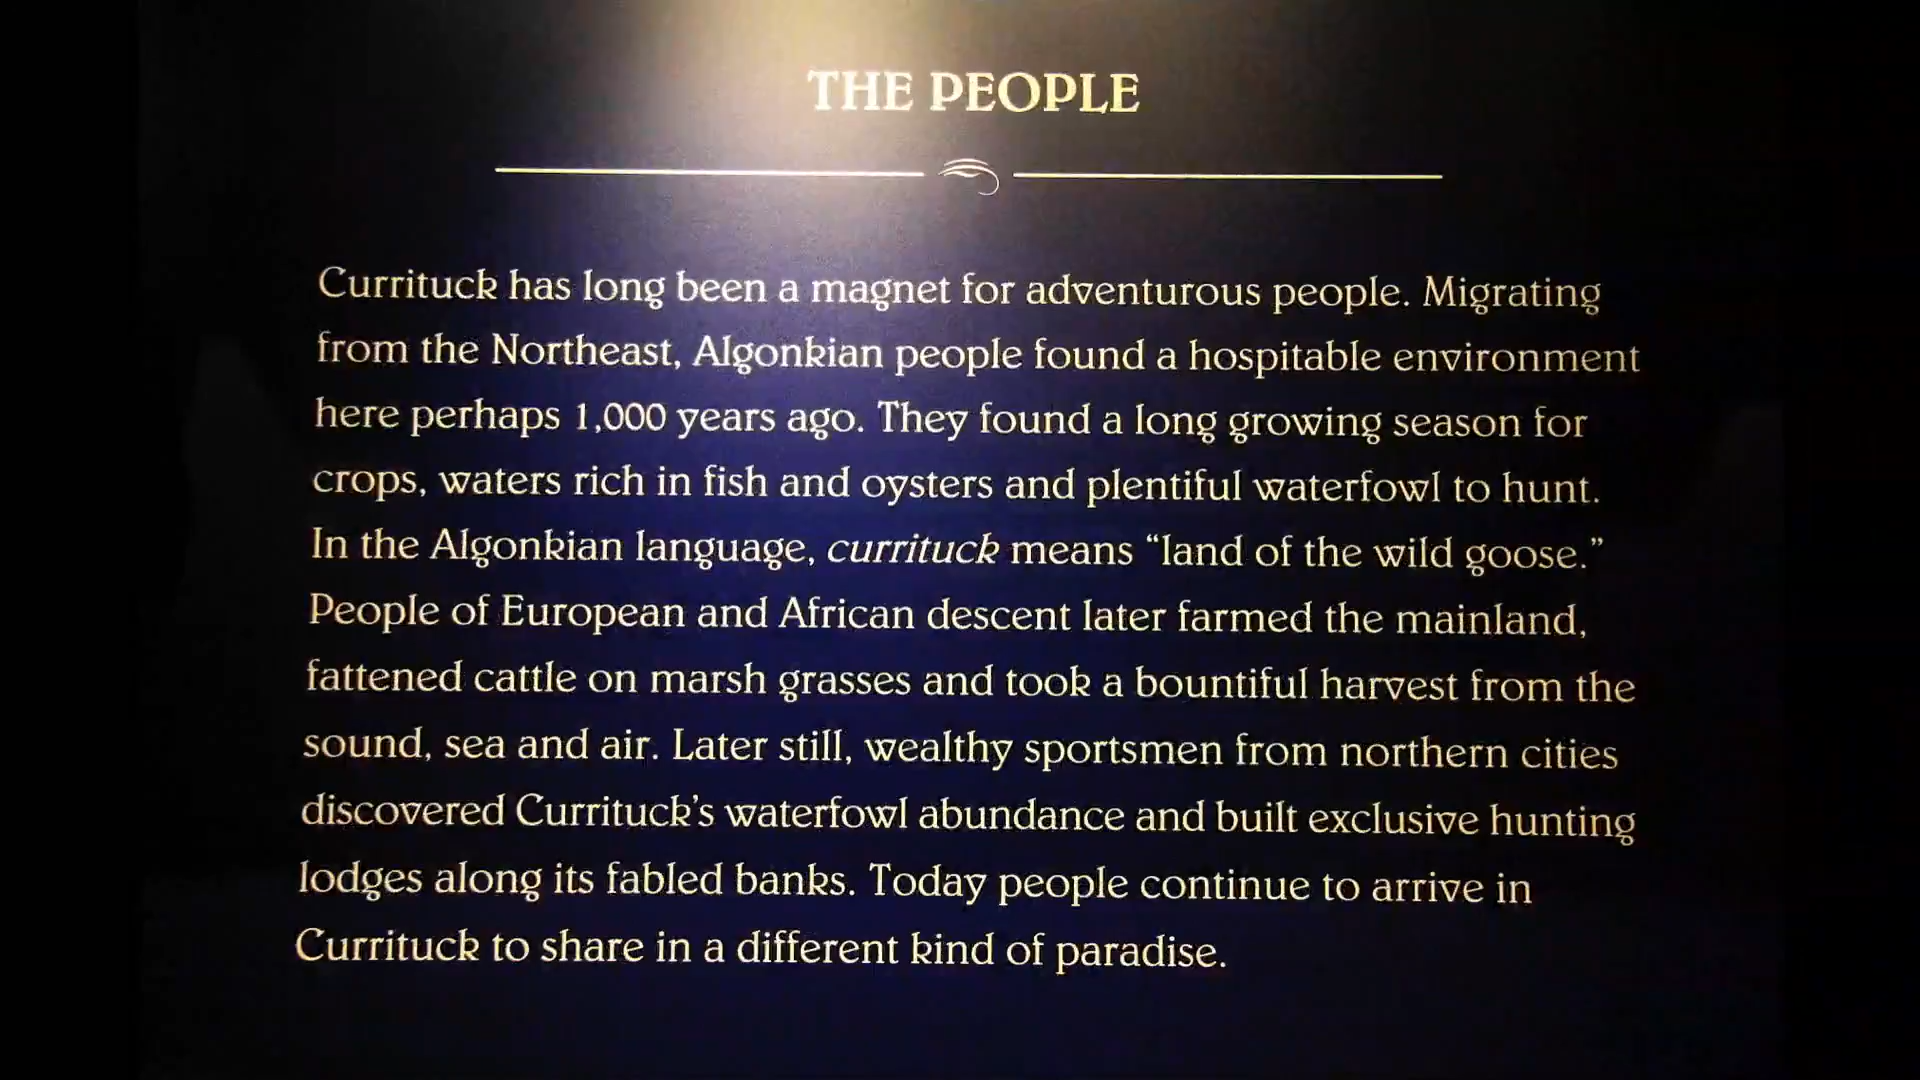 THE PEOPLE
Currituck has long been a magnet for adventurous people. Migrating
from the Northeast, Algonkian people found a hospitable environment
here perhaps 1,000 years ago. They found a long growing season for
crops, waters rich in fish and oysters and plentiful waterfowl to hunt.
In the Algonkian language, currituck means “land of the wild goose.”
People of European and African descent later farmed the mainland,
fattened cattle on marsh grasses and took a bountiful harvest from the
sound, sea and air. Later still, wealthy sportsmen from northern cities
discovered Currituck’s waterfowl abundance and built exclusive hunting
lodges along its fabled banks. Today people continue to arrive in
Currituck to share in a different kind of paradise.